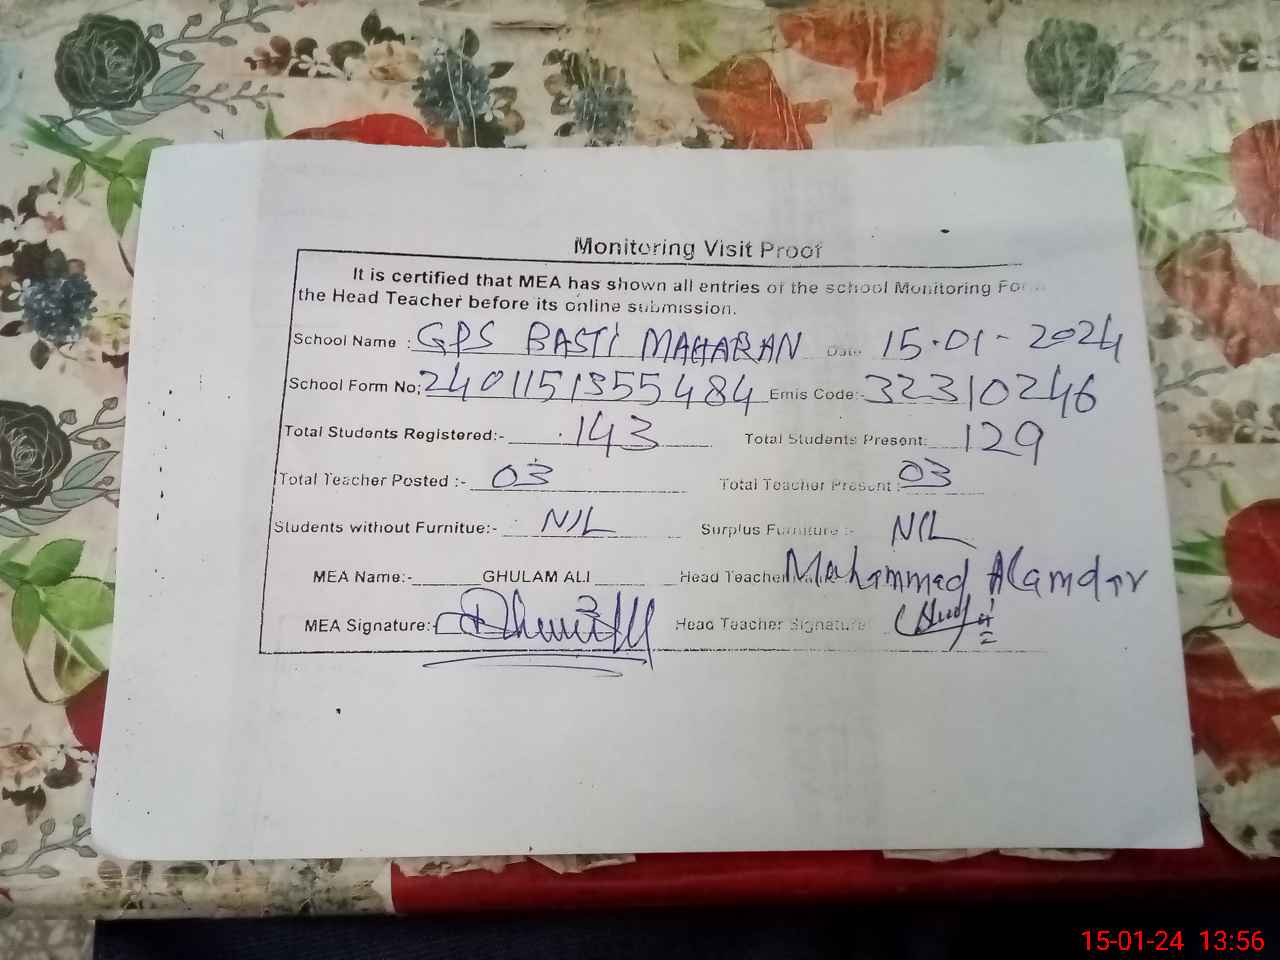 Monitoring Visit Proof
It is certified that MEA has shown all entries of the school Monitoring For
the Head Teacher before its online submission.
School Name : GPS BASTI MAHARAN Date 15-01-2024
School Form No; 2401151355484 Emis Code:- 32310246
Total Students Registered:- 143 Total Students Present: 129
Total Teacher Posted :- 03 Total Teacher Present : 03
Students without Furnitue:- NIL Surplus Furniture :- NIL
MEA Name:- GHULAM ALI Head Teacher Muhammad Alamdar
MEA Signature: Head Teacher Signature:
15-01-24 13:56